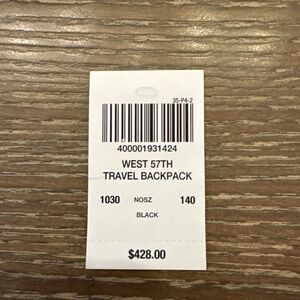 35-P4-2
400001931424
WEST 57TH
TRAVEL BACKPACK
1030 NOSZ 140
BLACK
$428.00